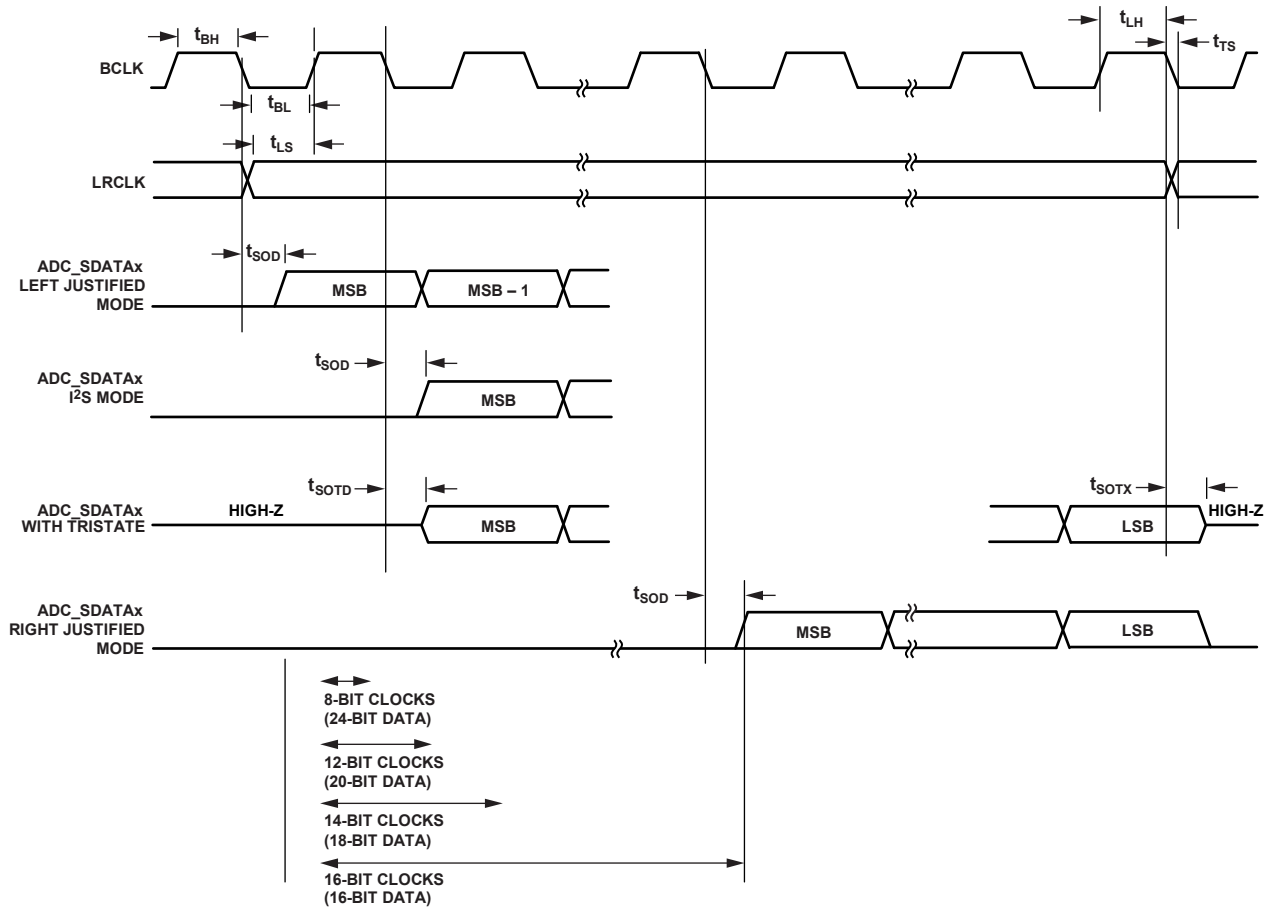 tBH
tLH
tTS
BCLK
tBL
tLS
LRCLK
tSOD
ADC_SDATAx
LEFT JUSTIFIED
MODE
MSB
MSB – 1
tSOD
ADC_SDATAx
I2S MODE
MSB
tSOTD
tSOTX
ADC_SDATAx
WITH TRISTATE
HIGH-Z
MSB
LSB
HIGH-Z
tSOD
ADC_SDATAx
RIGHT JUSTIFIED
MODE
MSB
LSB
8-BIT CLOCKS
(24-BIT DATA)
12-BIT CLOCKS
(20-BIT DATA)
14-BIT CLOCKS
(18-BIT DATA)
16-BIT CLOCKS
(16-BIT DATA)